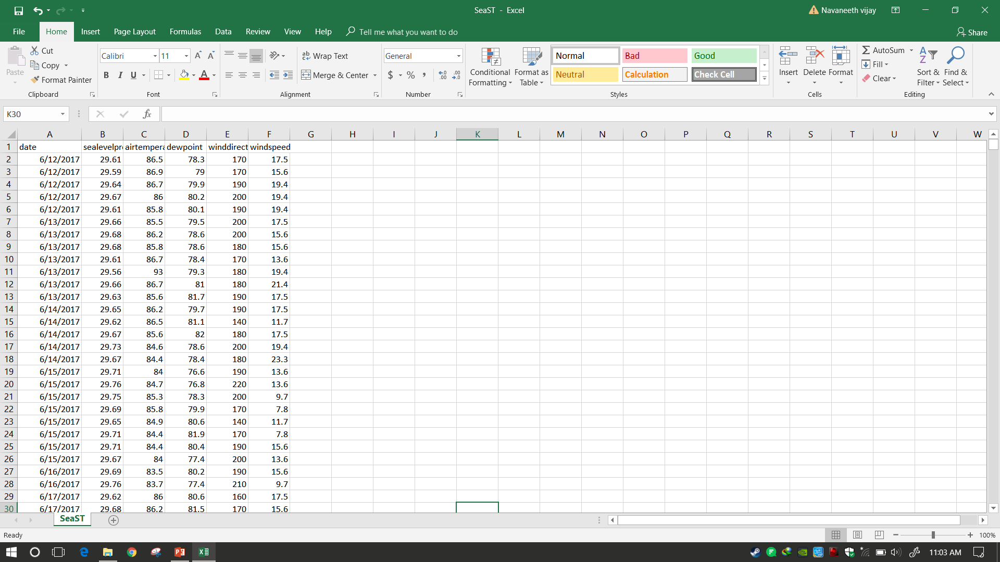 SeaST - Excel
Navaneeth vijay
File Home Insert Page Layout Formulas Data Review View Help Tell me what you want to do Share
Paste
Cut
Copy
Format Painter
Clipboard
Calibri 11
B I U
Font
Wrap Text
Merge & Center
Alignment
General
$ % ,
Number
Conditional Formatting
Format as Table
Normal Bad Good
Neutral Calculation Check Cell
Styles
Insert Delete Format
Cells
AutoSum
Fill
Clear
Sort & Filter
Find & Select
Editing
K30 fx
A B C D E F G H I J K L M N O P Q R S T U V W
1 date sealevelpr airtempera dewpoint winddirect windspeed
2 6/12/2017 29.61 86.5 78.3 170 17.5
3 6/12/2017 29.59 86.9 79 170 15.6
4 6/12/2017 29.64 86.7 79.9 190 19.4
5 6/12/2017 29.67 86 80.2 200 19.4
6 6/12/2017 29.61 85.8 80.1 190 19.4
7 6/13/2017 29.66 85.5 79.5 200 17.5
8 6/13/2017 29.68 86.2 78.6 200 15.6
9 6/13/2017 29.68 85.8 78.6 180 15.6
10 6/13/2017 29.61 86.7 78.4 170 13.6
11 6/13/2017 29.56 93 79.3 180 19.4
12 6/13/2017 29.66 86.7 81 180 21.4
13 6/13/2017 29.63 85.6 81.7 190 17.5
14 6/14/2017 29.65 86.2 79.7 190 17.5
15 6/14/2017 29.62 86.5 81.1 140 11.7
16 6/14/2017 29.67 85.6 82 180 17.5
17 6/14/2017 29.73 84.6 78.6 200 19.4
18 6/14/2017 29.67 84.4 78.4 180 23.3
19 6/15/2017 29.71 84 76.6 190 13.6
20 6/15/2017 29.76 84.7 76.8 220 13.6
21 6/15/2017 29.75 85.3 78.3 200 9.7
22 6/15/2017 29.69 85.8 79.9 170 7.8
23 6/15/2017 29.65 84.9 80.6 140 11.7
24 6/15/2017 29.71 84.4 81.9 170 7.8
25 6/15/2017 29.71 84.4 80.4 190 15.6
26 6/15/2017 29.67 84 77.4 200 13.6
27 6/16/2017 29.69 83.5 80.2 190 15.6
28 6/16/2017 29.76 83.7 77.4 210 9.7
29 6/17/2017 29.62 86 80.6 160 17.5
30 6/17/2017 29.68 86.2 81.5 170 15.6
SeaST
Ready
100%
11:03 AM